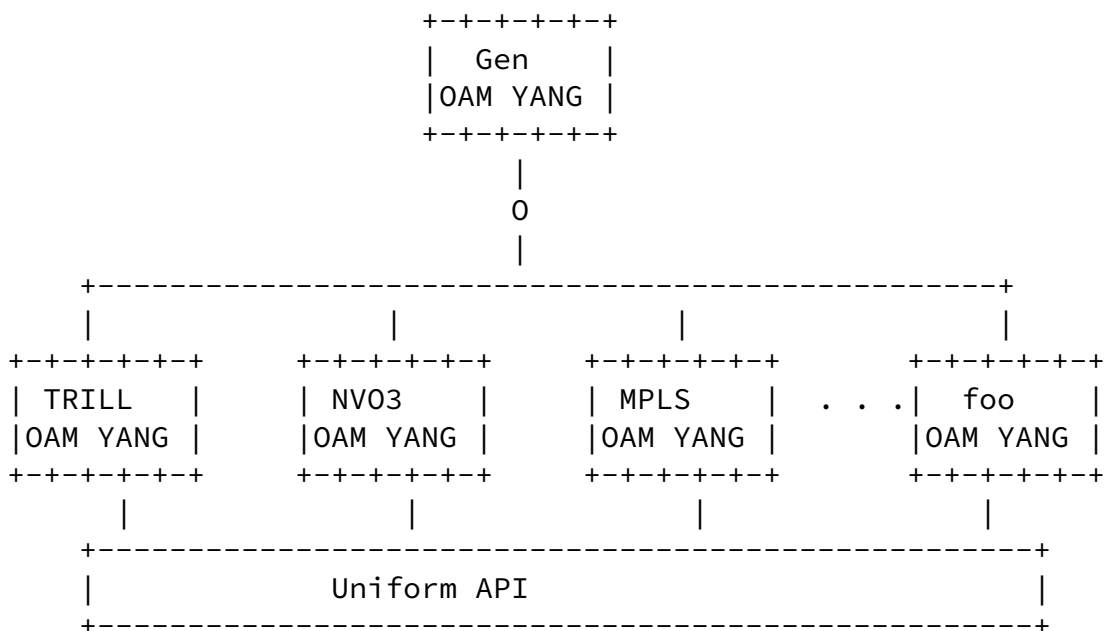 +-+-+-+-+-+
|   Gen     |
|OAM YANG |
+-+-+-+-+-+
|
O
|
+--------------------------------------------------+
|                |               |                 |
+-+-+-+-+-+     +-+-+-+-+-+     +-+-+-+-+-+       +-+-+-+-+-+
| TRILL   |     | NVO3    |     | MPLS    |  . . .|  foo    |
|OAM YANG |     |OAM YANG |     |OAM YANG |       |OAM YANG |
+-+-+-+-+-+     +-+-+-+-+-+     +-+-+-+-+-+       +-+-+-+-+-+
|               |               |               |
+----------------------------------------------------+
|             Uniform API                            |
+----------------------------------------------------+